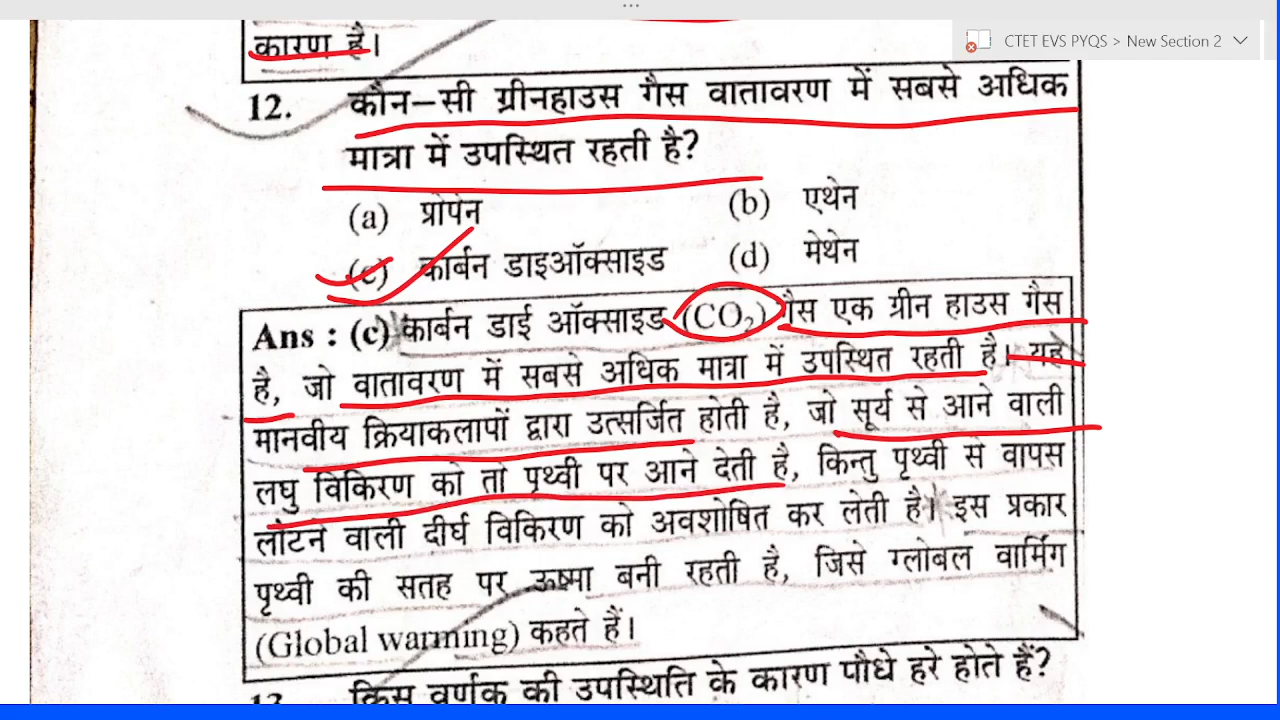 CTET EVS PYQS > New Section 2
कारण है।
12. कौन–सी ग्रीनहाउस गैस वातावरण में सबसे अधिक
मात्रा में उपस्थित रहती है?
(a) प्रोपेन (b) एथेन
(c) कार्बन डाइऑक्साइड (d) मेथेन
Ans : (c) कार्बन डाई ऑक्साइड (CO₂) गैस एक ग्रीन हाउस गैस
है, जो वातावरण में सबसे अधिक मात्रा में उपस्थित रहती है। यह
मानवीय क्रियाकलापों द्वारा उत्सर्जित होती है, जो सूर्य से आने वाली
लघु विकिरण को तो पृथ्वी पर आने देती है, किन्तु पृथ्वी से वापस
लौटने वाली दीर्घ विकिरण को अवशोषित कर लेती है। इस प्रकार
पृथ्वी की सतह पर ऊष्मा बनी रहती है, जिसे ग्लोबल वार्मिंग
(Global warming) कहते हैं।
13. किस वर्णक की उपस्थिति के कारण पौधे हरे होते हैं?